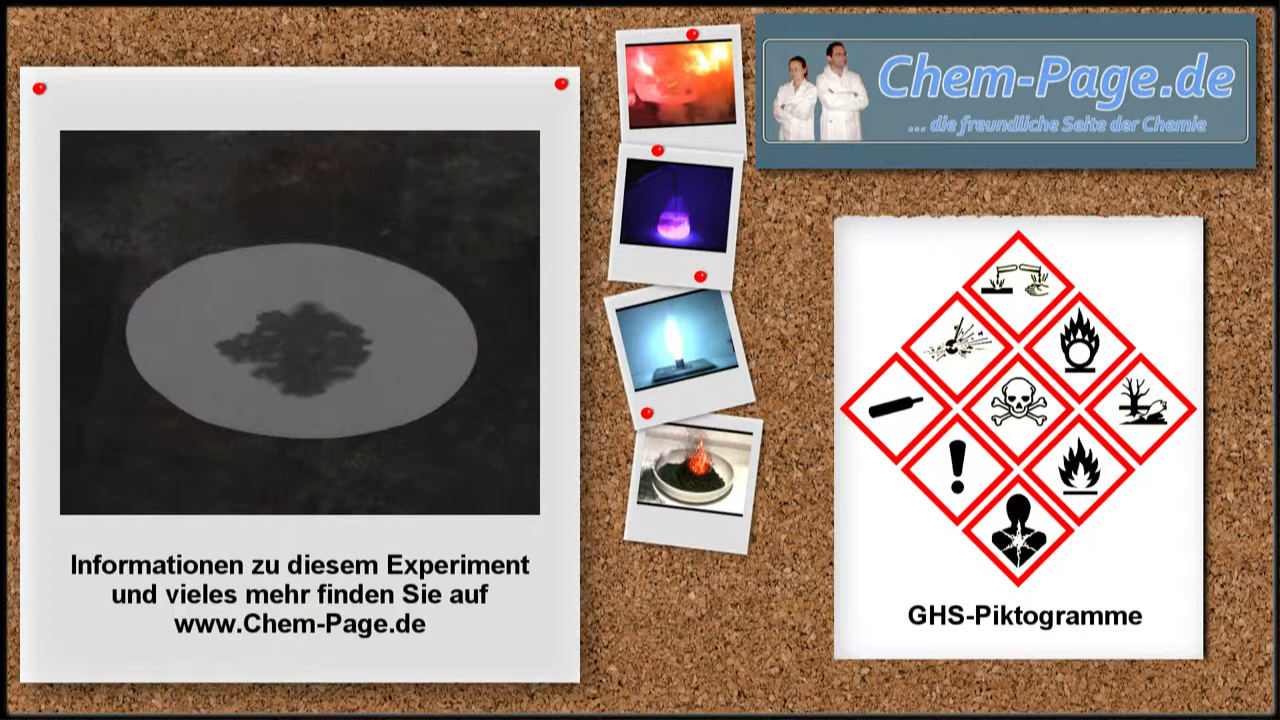 Chem-Page.de
... die freundliche Seite der Chemie
Informationen zu diesem Experiment
und vieles mehr finden Sie auf
www.Chem-Page.de
GHS-Piktogramme